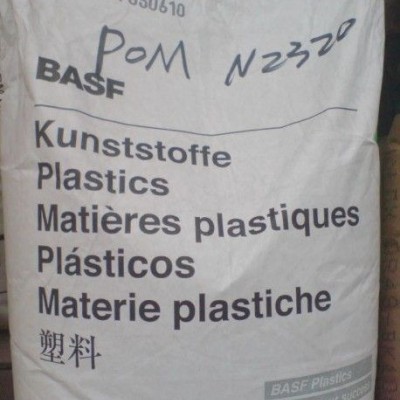 POM N2320
BASF
Kunststoffe
Plastics
Matières plastiques
Plásticos
Materie plastiche
塑料
BASF Plastics